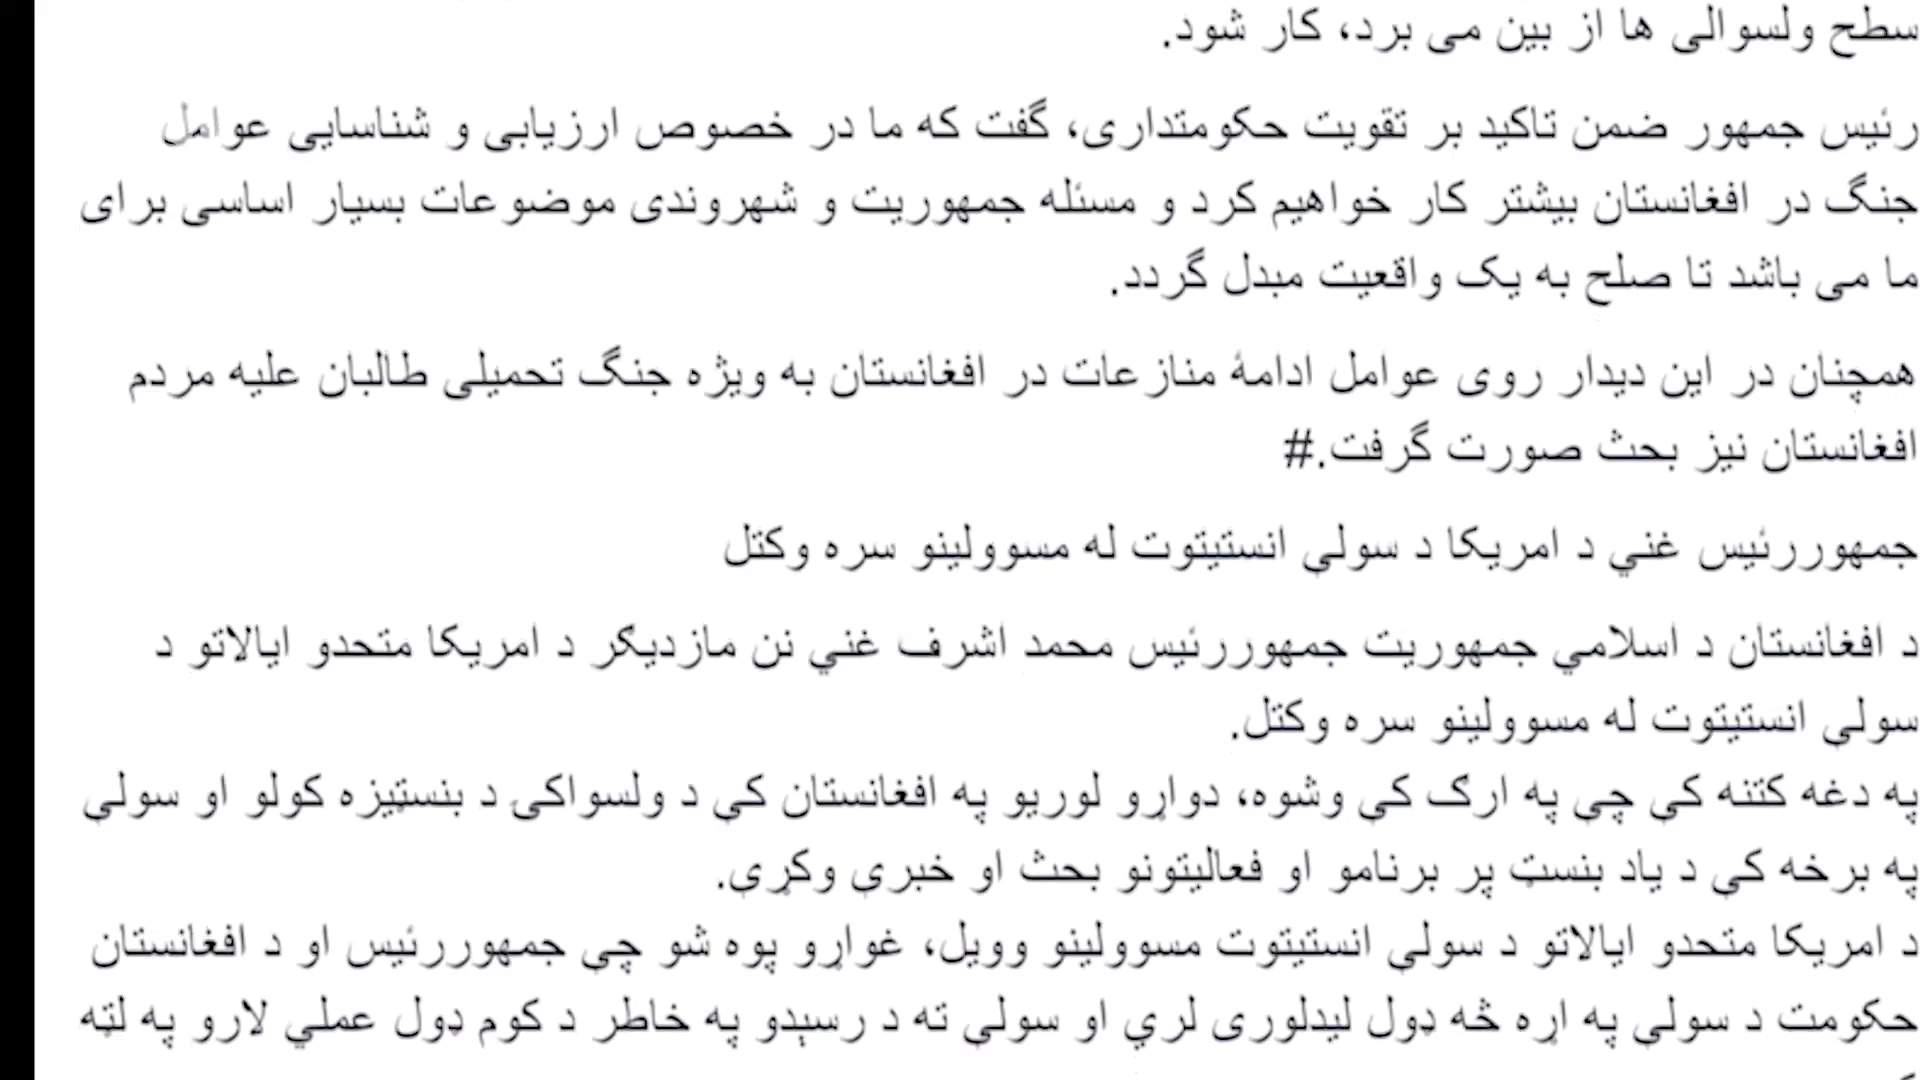 سطح ولسوالی ها از بین می برد، کار شود.
رئیس جمهور ضمن تاکید بر تقویت حکومتداری، گفت که ما در خصوص ارزیابی و شناسایی عوامل
جنگ در افغانستان بیشتر کار خواهیم کرد و مسئله جمهوریت و شهروندی موضوعات بسیار اساسی برای
ما می باشد تا صلح به یک واقعیت مبدل گردد.
همچنان در این دیدار روی عوامل ادامۀ منازعات در افغانستان به ویژه جنگ تحمیلی طالبان علیه مردم
افغانستان نیز بحث صورت گرفت.#
جمهوررئیس غني د امریکا د سولې انستیتوت له مسوولینو سره وکتل
د افغانستان د اسلامي جمهوریت جمهوررئیس محمد اشرف غني نن مازدیګر د امریکا متحدو ایالاتو د
سولې انستیتوت له مسوولینو سره وکتل.
په دغه کتنه کې چې په ارګ کې وشوه، دواړو لوریو په افغانستان کې د ولسواکۍ د بنسټیزه کولو او سولې
په برخه کې د یاد بنسټ پر برنامو او فعالیتونو بحث او خبرې وکړې.
د امریکا متحدو ایالاتو د سولې انستیتوت مسوولینو وویل، غواړو پوه شو چې جمهوررئیس او د افغانستان
حکومت د سولې په اړه څه ډول لیدلوری لري او سولې ته د رسېدو په خاطر د کوم ډول عملي لارو په لټه